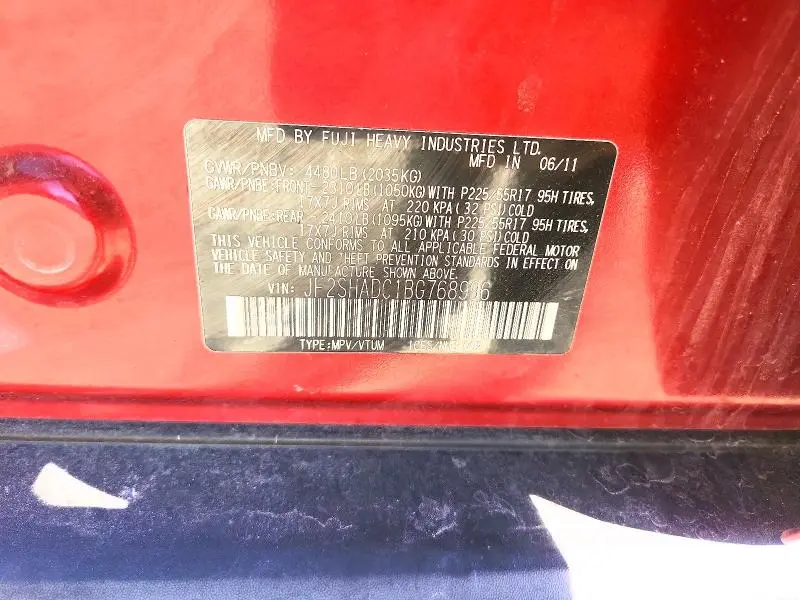 MFD BY FUJI HEAVY INDUSTRIES LTD.
MFD IN 06/11
GVWR/PNBV: 4480LB(2035KG)
GAWR/PNBE:FRONT-2310LB(1050KG)WITH P225/55R17 95H TIRES,
17X7J RIMS AT 220 KPA(32 PSI)COLD
GAWR/PNBE:REAR -2410LB(1095KG)WITH P225/55R17 95H TIRES,
17X7J RIMS AT 210 KPA(30 PSI)COLD
THIS VEHICLE CONFORMS TO ALL APPLICABLE FEDERAL MOTOR
VEHICLE SAFETY AND THEFT PREVENTION STANDARDS IN EFFECT ON
THE DATE OF MANUFACTURE SHOWN ABOVE.
VIN:
TYPE:MPV/VTUM